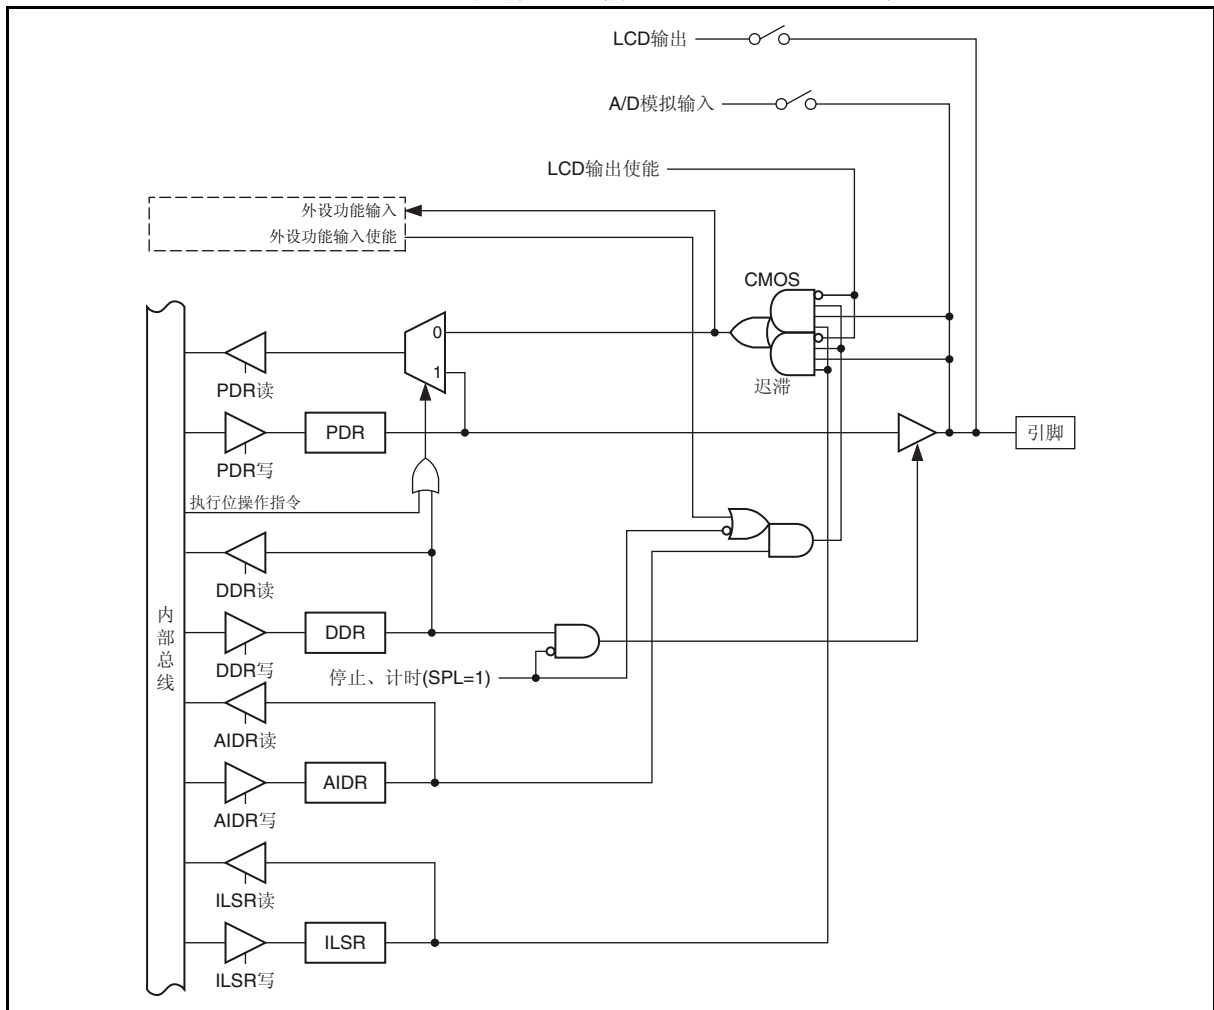 LCD输出
A/D模拟输入
LCD输出使能
外设功能输入
外设功能输入使能
CMOS
0
1
迟滞
PDR读
PDR
引脚
PDR写
执行位操作指令
DDR读
内部总线
DDR
DDR写
停止、计时(SPL=1)
AIDR读
AIDR
AIDR写
ILSR读
ILSR
ILSR写